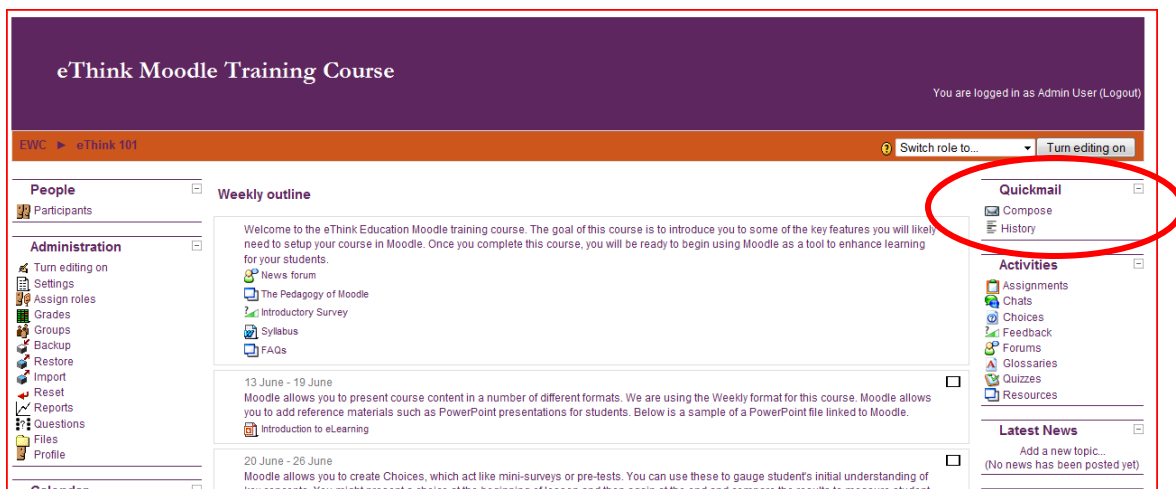 eThink Moodle Training Course
You are logged in as Admin User (Logout)
EWC ► eThink 101
Switch role to...
Turn editing on
People
Participants
Administration
Turn editing on
Settings
Assign roles
Grades
Groups
Backup
Restore
Import
Reset
Reports
Questions
Files
Profile
Weekly outline
Welcome to the eThink Education Moodle training course. The goal of this course is to introduce you to some of the key features you will likely
need to setup your course in Moodle. Once you complete this course, you will be ready to begin using Moodle as a tool to enhance learning
for your students.
News forum
The Pedagogy of Moodle
Introductory Survey
Syllabus
FAQs
13 June - 19 June
Moodle allows you to present course content in a number of different formats. We are using the Weekly format for this course. Moodle allows
you to add reference materials such as PowerPoint presentations for students. Below is a sample of a PowerPoint file linked to Moodle.
Introduction to eLearning
20 June - 26 June
Moodle allows you to create Choices, which act like mini-surveys or pre-tests. You can use these to gauge student's initial understanding of
Quickmail
Compose
History
Activities
Assignments
Chats
Choices
Feedback
Forums
Glossaries
Quizzes
Resources
Latest News
Add a new topic...
(No news has been posted yet)